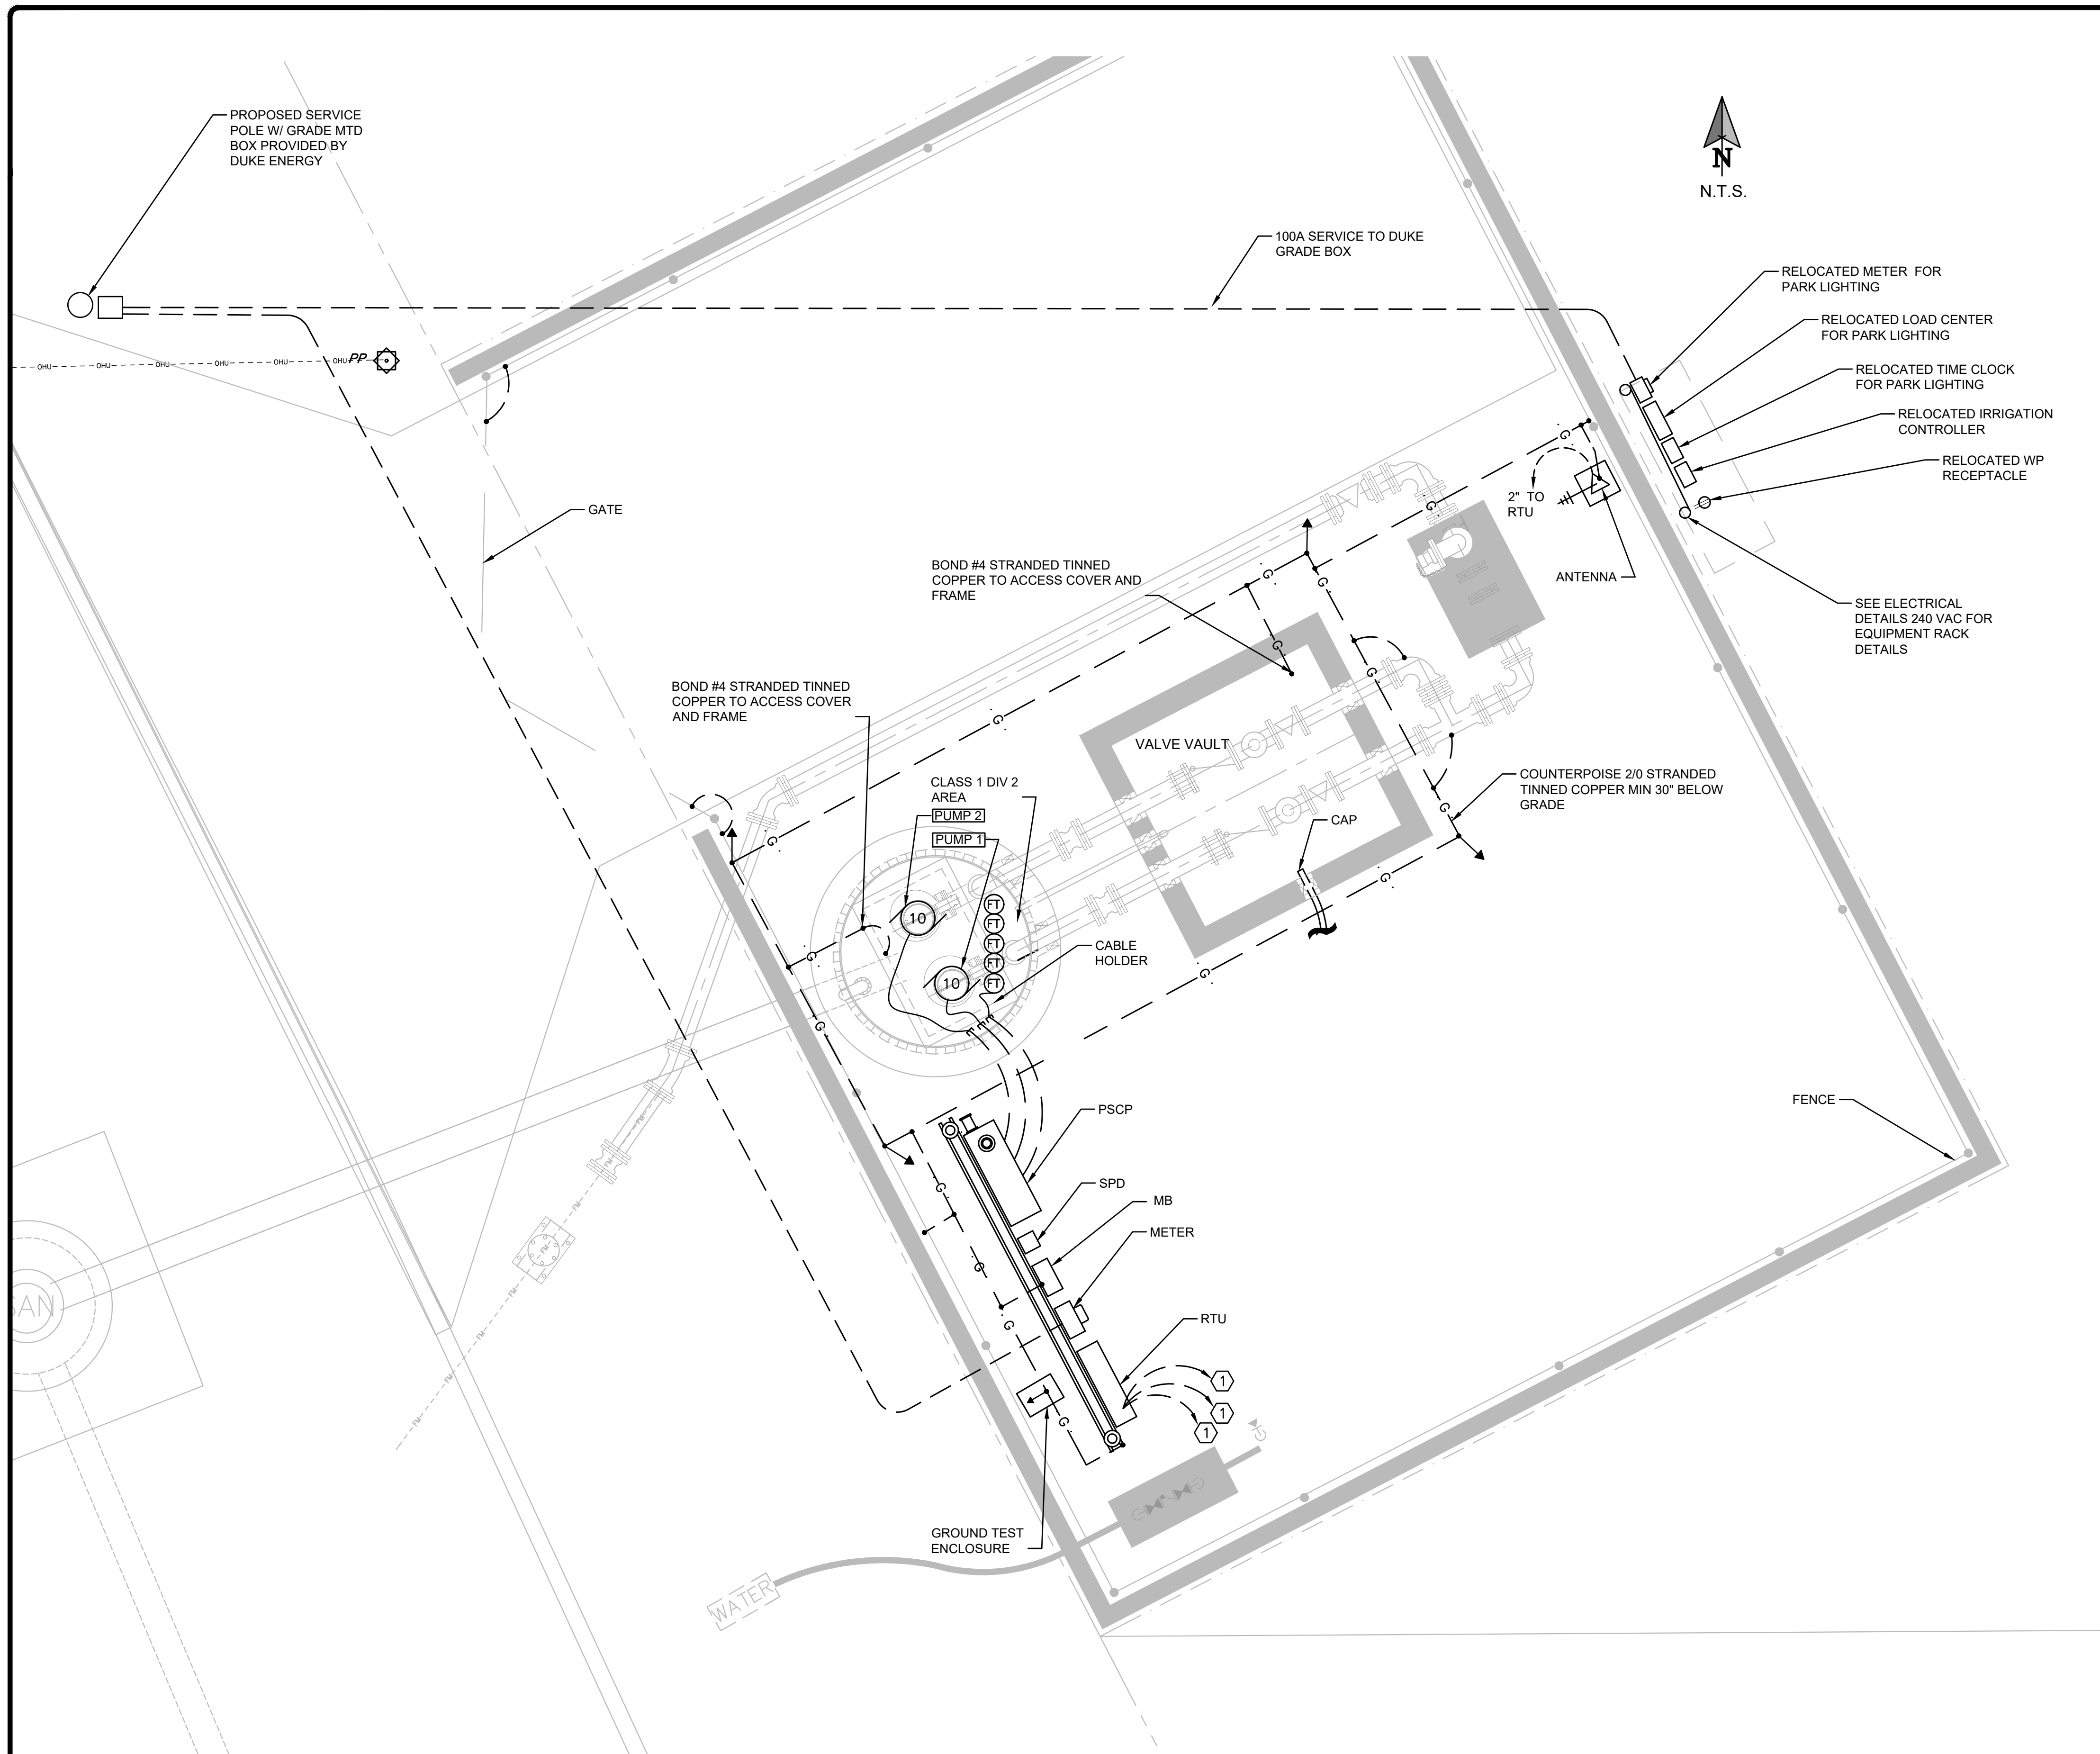 PROPOSED SERVICE
POLE W/ GRADE MTD
BOX PROVIDED BY
DUKE ENERGY
N
N.T.S.
100A SERVICE TO DUKE
GRADE BOX
RELOCATED METER FOR
PARK LIGHTING
RELOCATED LOAD CENTER
FOR PARK LIGHTING
OHU
OHU
OHU
OHU
OHU
OHU
PP
RELOCATED TIME CLOCK
FOR PARK LIGHTING
RELOCATED IRRIGATION
CONTROLLER
RELOCATED WP
RECEPTACLE
G
2" TO
RTU
GATE
G
ANTENNA
BOND #4 STRANDED TINNED
COPPER TO ACCESS COVER AND
FRAME
G
G
SEE ELECTRICAL
DETAILS 240 VAC FOR
EQUIPMENT RACK
DETAILS
G
G
BOND #4 STRANDED TINNED
COPPER TO ACCESS COVER
AND FRAME
G
VALVE VAULT
COUNTERPOISE 2/0 STRANDED
TINNED COPPER MIN 30" BELOW
GRADE
CLASS 1 DIV 2
AREA
PUMP 2
PUMP 1
G
G
CAP
G
10
FT
FT
FT
FT
FT
10
CABLE
HOLDER
G
G
G
PSCP
FENCE
FM
SPD
G
MB
METER
FM
G
FM
SAN
RTU
G
FM
FM
1
1
1
G
FM
GROUND TEST
ENCLOSURE
WATER